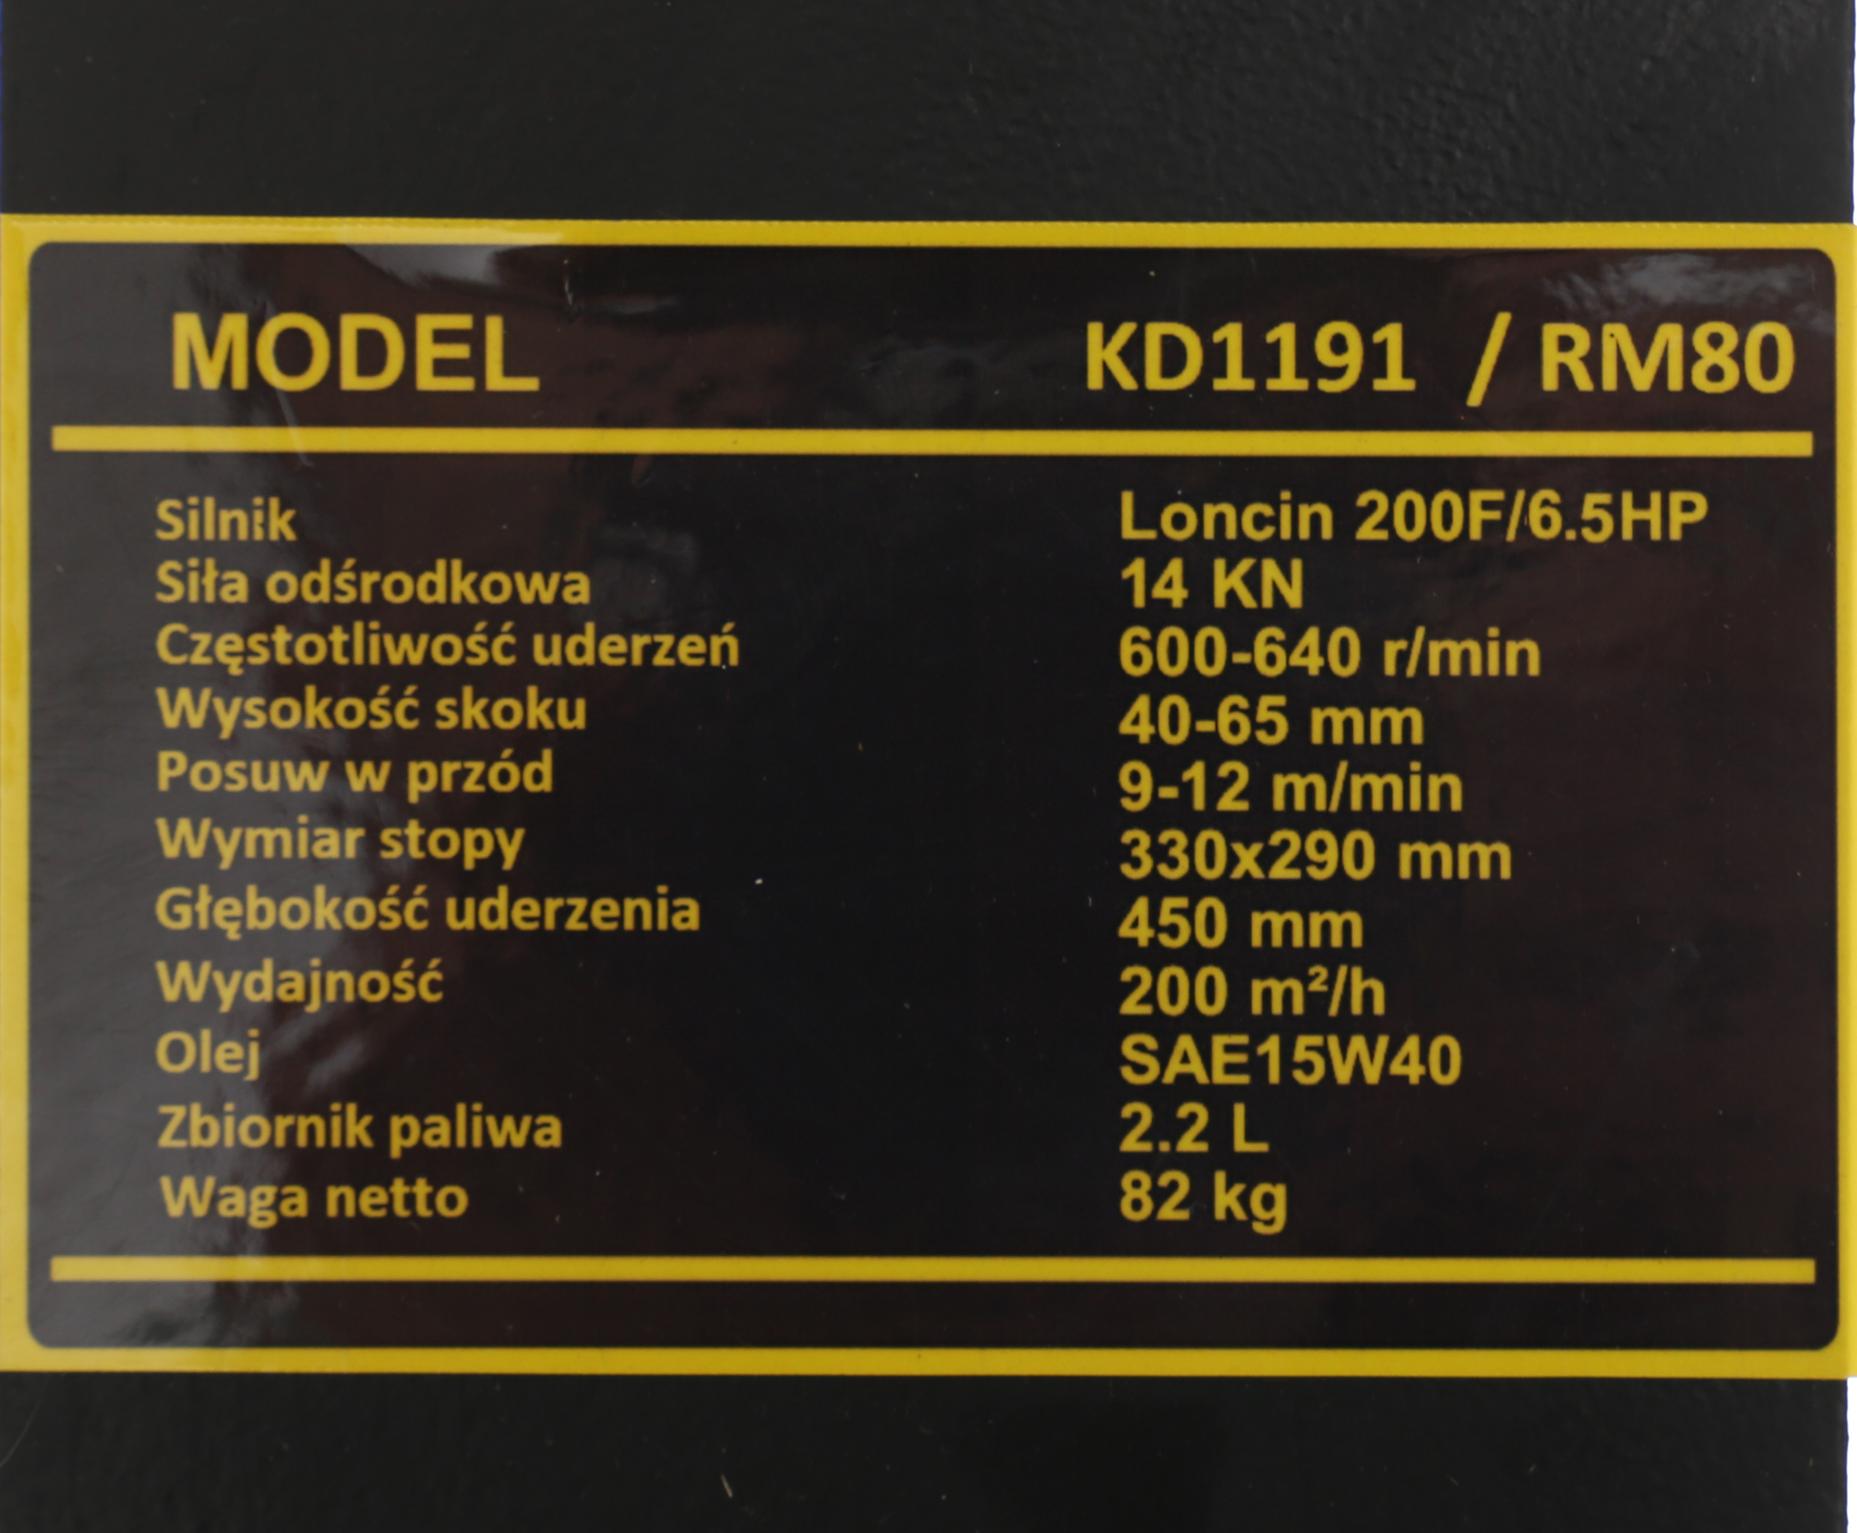 MODEL KD1191 / RM80
Silnik Loncin 200F/6.5HP
Siła odśrodkowa 14 KN
Częstotliwość uderzeń 600-640 r/min
Wysokość skoku 40-65 mm
Posuw w przód 9-12 m/min
Wymiar stopy 330x290 mm
Głębokość uderzenia 450 mm
Wydajność 200 m²/h
Olej SAE15W40
Zbiornik paliwa 2.2 L
Waga netto 82 kg